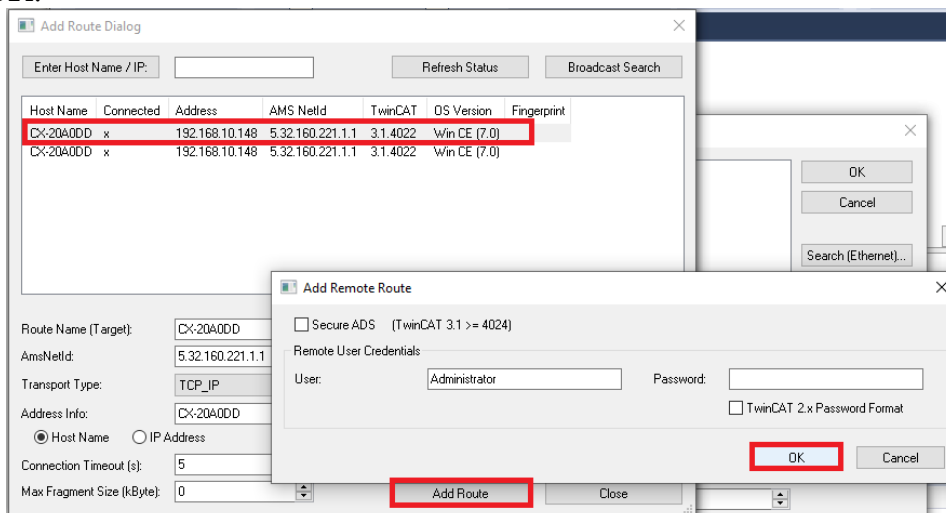 Add Route Dialog
Enter Host Name / IP: Refresh Status Broadcast Search
Host Name Connected Address AMS NetId TwinCAT OS Version Fingerprint
CX-20A0DD x 192.168.10.148 5.32.160.221.1.1 3.1.4022 Win CE (7.0)
CX-20A0DD x 192.168.10.148 5.32.160.221.1.1 3.1.4022 Win CE (7.0)
OK
Cancel
Search (Ethernet)...
Add Remote Route
Secure ADS (TwinCAT 3.1 >= 4024)
Remote User Credentials
User: Administrator Password:
TwinCAT 2.x Password Format
OK Cancel
Route Name (Target): CX-20A0DD
AmsNetId: 5.32.160.221.1.1
Transport Type: TCP_IP
Address Info: CX-20A0DD
Host Name IP Address
Connection Timeout (s): 5
Max Fragment Size (kByte): 0
Add Route Close